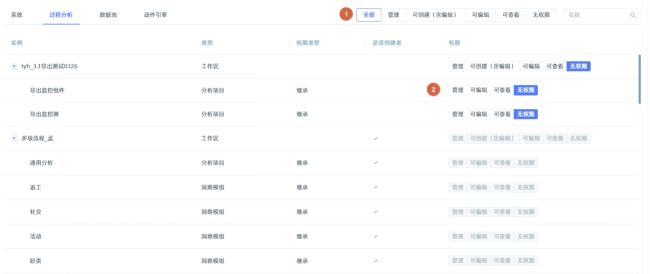 系统 过程分析 数据池 动作引擎 1 全部 管理 可创建（含编辑） 可编辑 可查看 无权限 名称
实例 类型 权限类型 是否创建者 权限
tyh_1.1导出测试0326 工作区 管理 可创建（含编辑） 可编辑 可查看 无权限
导出监控组件 分析项目 继承 2 管理 可编辑 可查看 无权限
导出监控测 分析项目 继承 管理 可编辑 可查看 无权限
多级流程_孟 工作区 管理 可创建（含编辑） 可编辑 可查看 无权限
通用分析 分析项目 继承 管理 可编辑 可查看 无权限
返工 洞察模组 继承 管理 可编辑 可查看 无权限
社交 洞察模组 继承 管理 可编辑 可查看 无权限
活动 洞察模组 继承 管理 可编辑 可查看 无权限
职责 洞察模组 继承 管理 可编辑 可查看 无权限